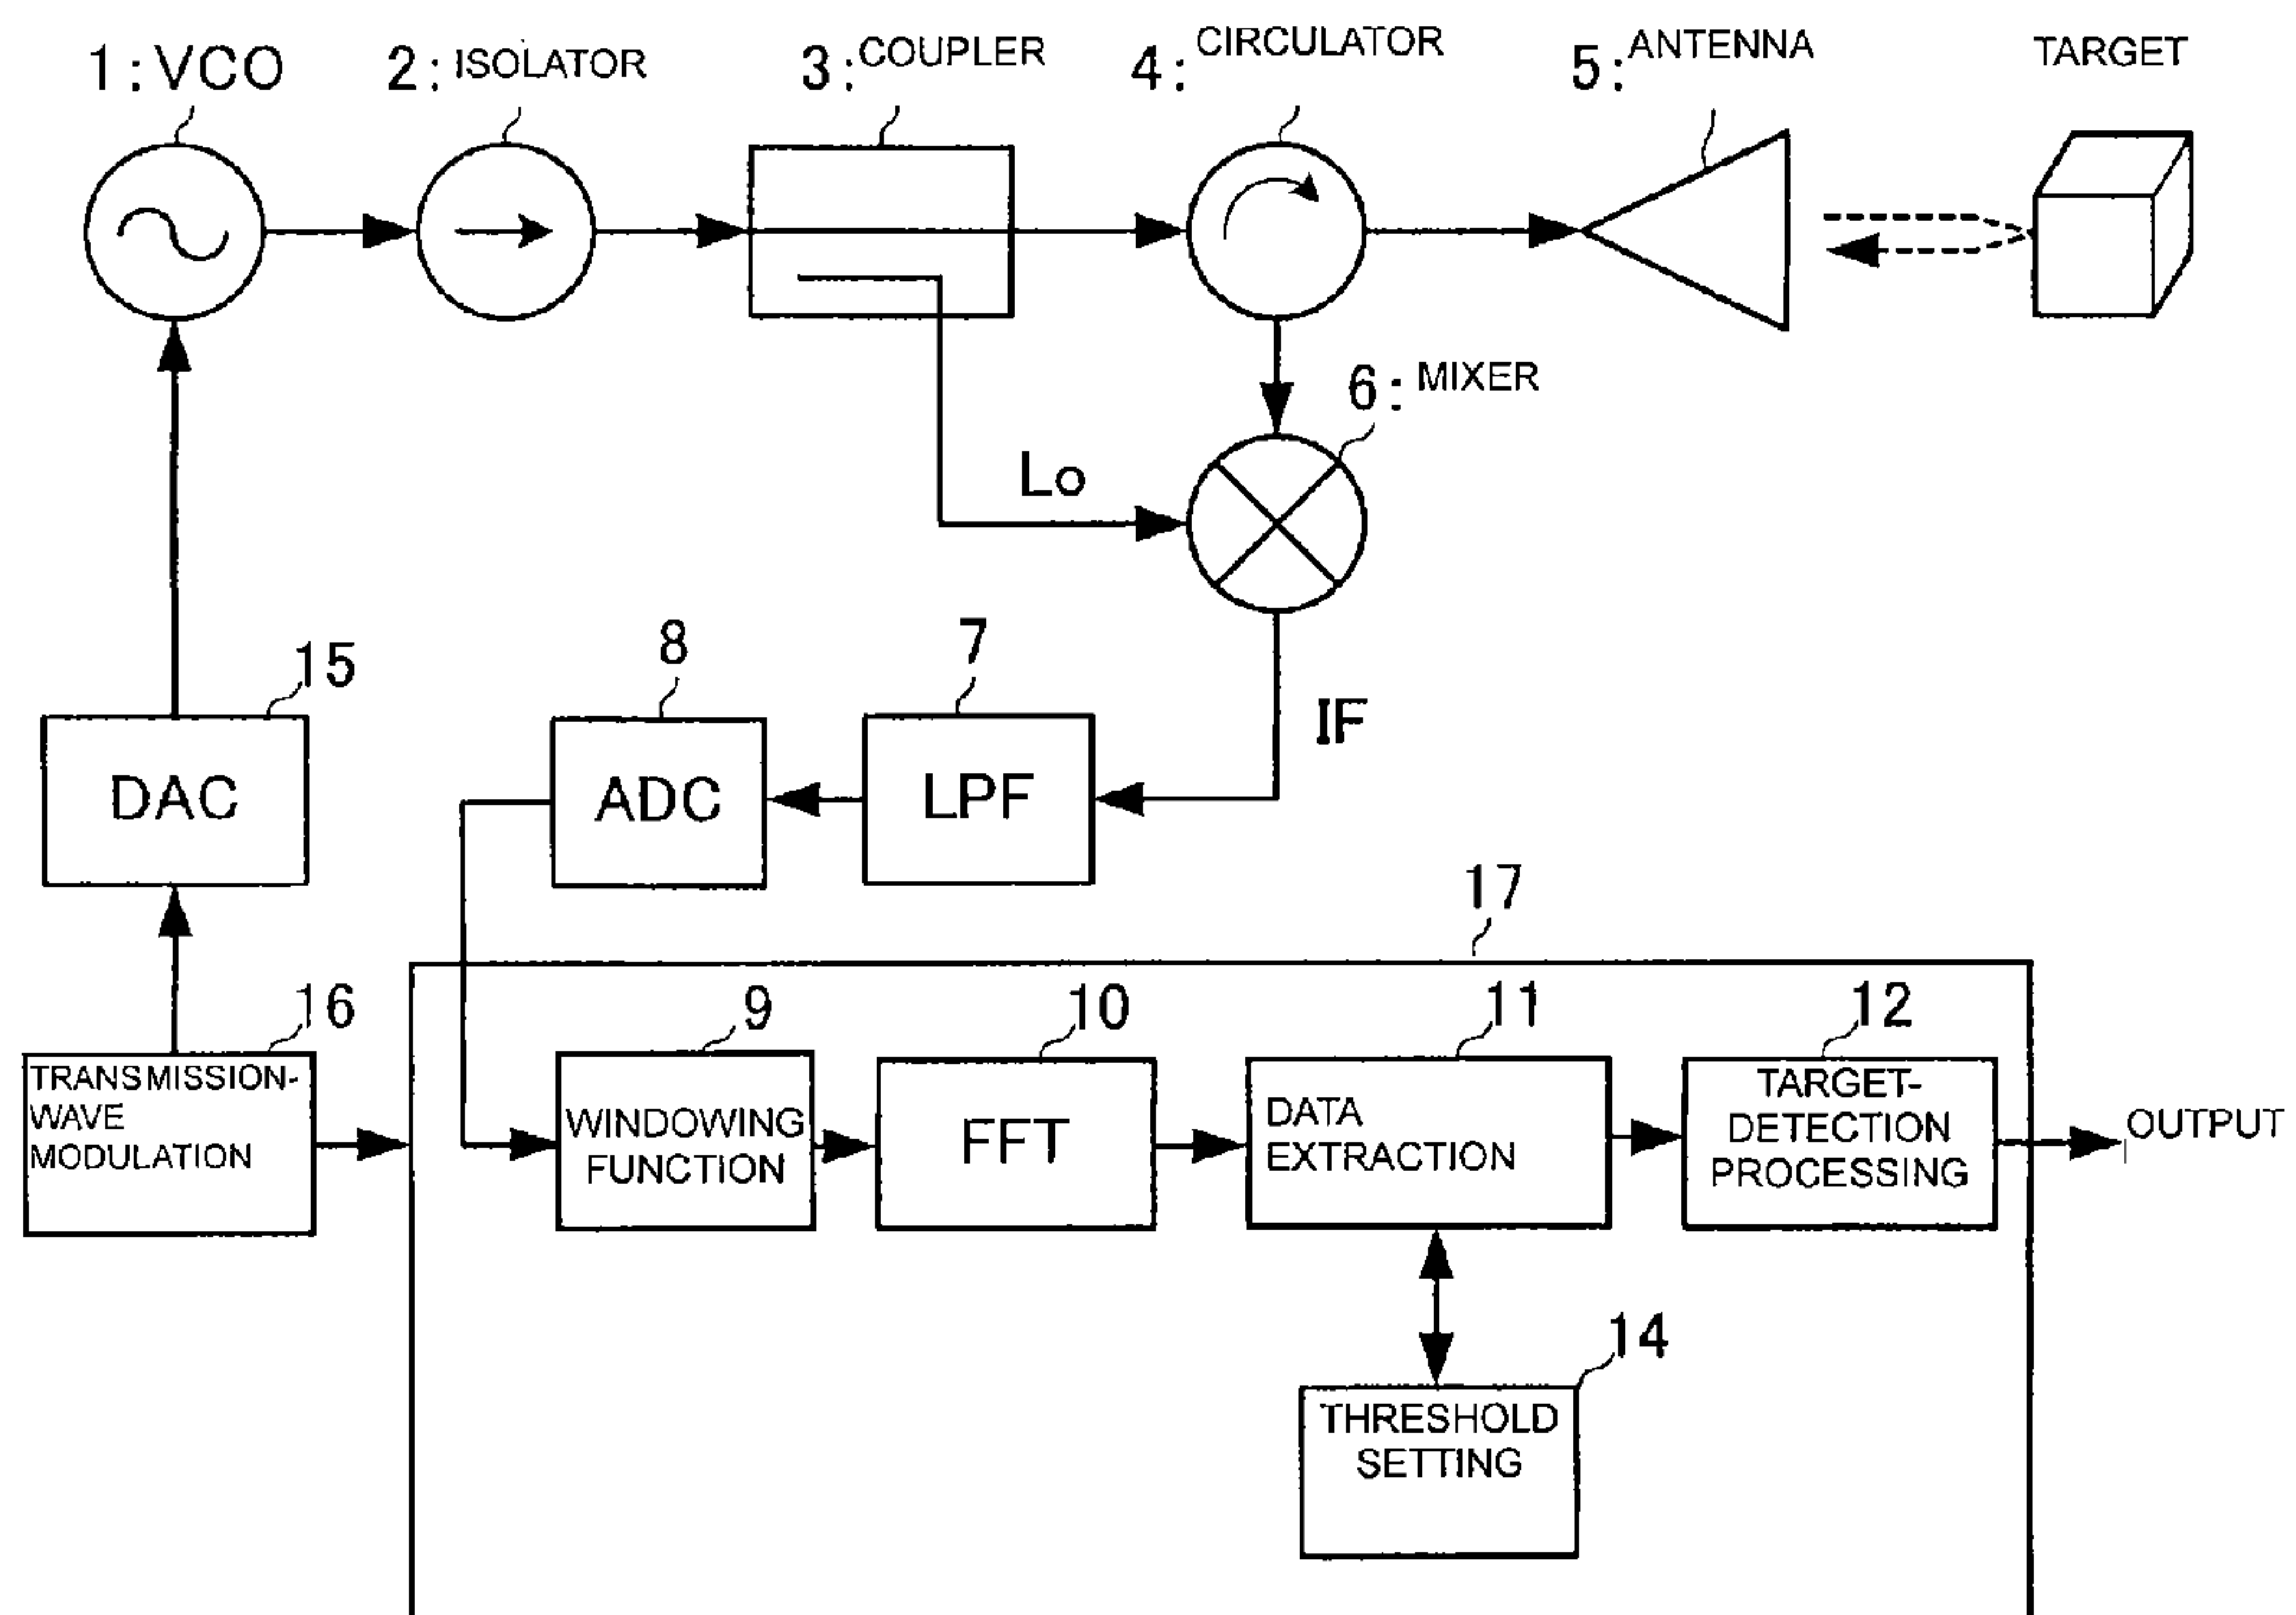 1:VCO
2:ISOLATOR
3:COUPLER
4:CIRCULATOR
5:ANTENNA
TARGET
6:MIXER
Lo
15
8
7
IF
DAC
ADC
LPF
17
16
9
10
11
12
TRANSMISSION-
WAVE
MODULATION
WINDOWING
FUNCTION
FFT
DATA
EXTRACTION
TARGET-
DETECTION
PROCESSING
OUTPUT
14
THRESHOLD
SETTING